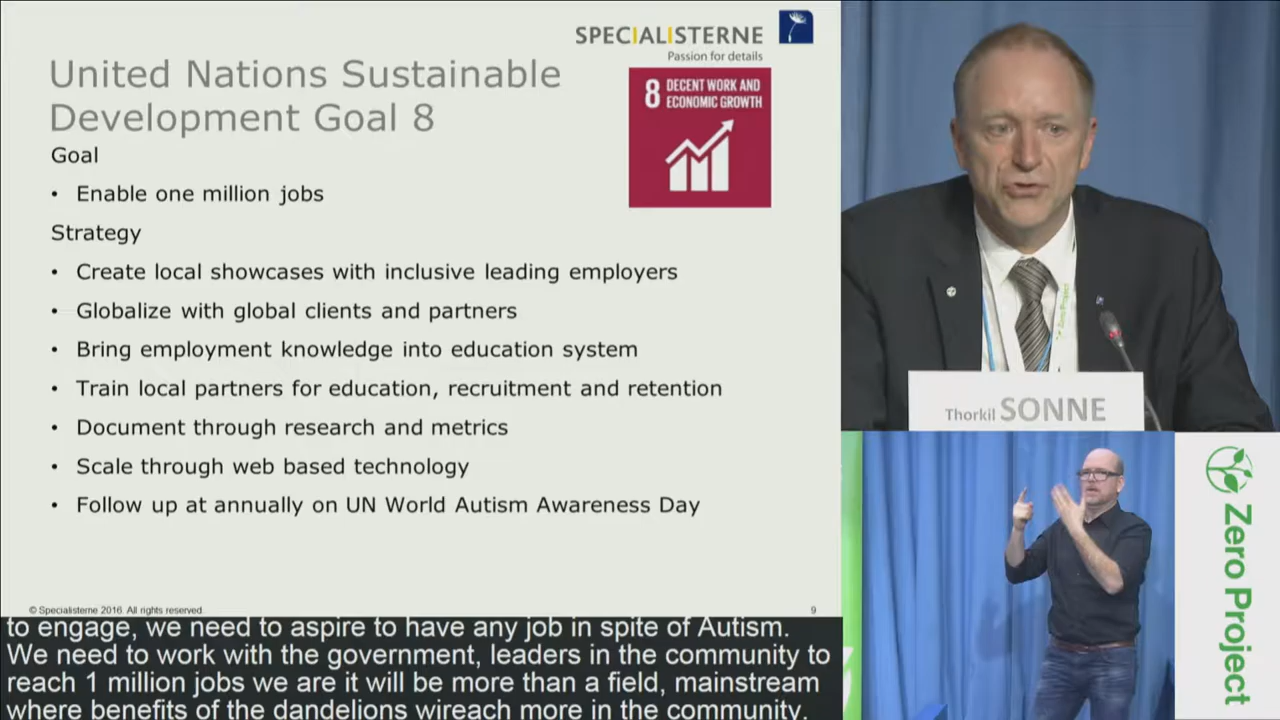 SPECIALISTERNE
Passion for details
United Nations Sustainable
Development Goal 8
8 DECENT WORK AND
ECONOMIC GROWTH
Goal
• Enable one million jobs
Strategy
• Create local showcases with inclusive leading employers
• Globalize with global clients and partners
• Bring employment knowledge into education system
• Train local partners for education, recruitment and retention
• Document through research and metrics
• Scale through web based technology
• Follow up at annually on UN World Autism Awareness Day
© Specialisterne 2016. All rights reserved.
9
Thorkil SONNE
Zero Project
to engage, we need to aspire to have any job in spite of Autism.
We need to work with the government, leaders in the community to
reach 1 million jobs we are it will be more than a field, mainstream
where benefits of the dandelions wireach more in the community.